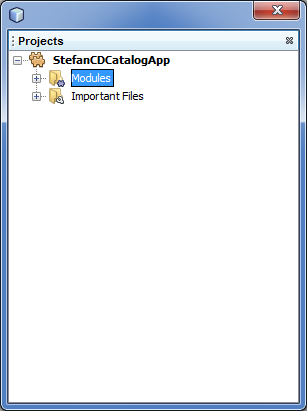 Projects
StefanCDCatalogApp
Modules
Important Files